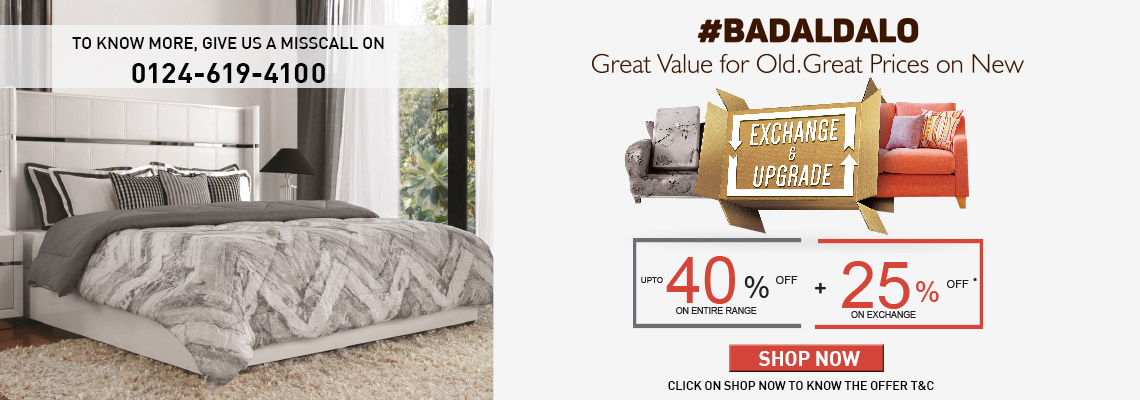 TO KNOW MORE, GIVE US A MISSCALL ON
0124-619-4100
#BADALDALO
Great Value for Old.Great Prices on New
EXCHANGE
&
UPGRADE
UPTO 40% OFF + 25% OFF*
ON ENTIRE RANGE ON EXCHANGE
SHOP NOW
CLICK ON SHOP NOW TO KNOW THE OFFER T&C